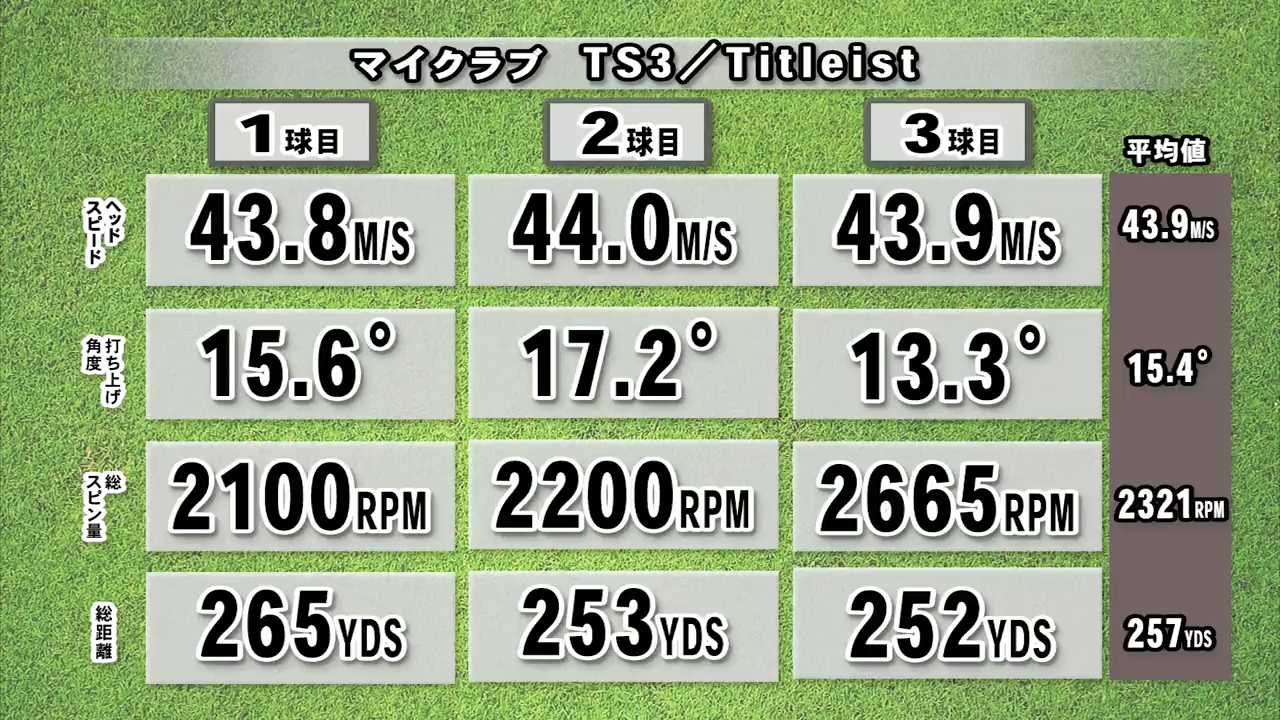 マイクラブ TS3／Titleist
1球目 2球目 3球目 平均値
ヘッドスピード 43.8M/S 44.0M/S 43.9M/S 43.9M/S
打ち上げ角度 15.6° 17.2° 13.3° 15.4°
総スピン量 2100RPM 2200RPM 2665RPM 2321RPM
総距離 265YDS 253YDS 252YDS 257YDS